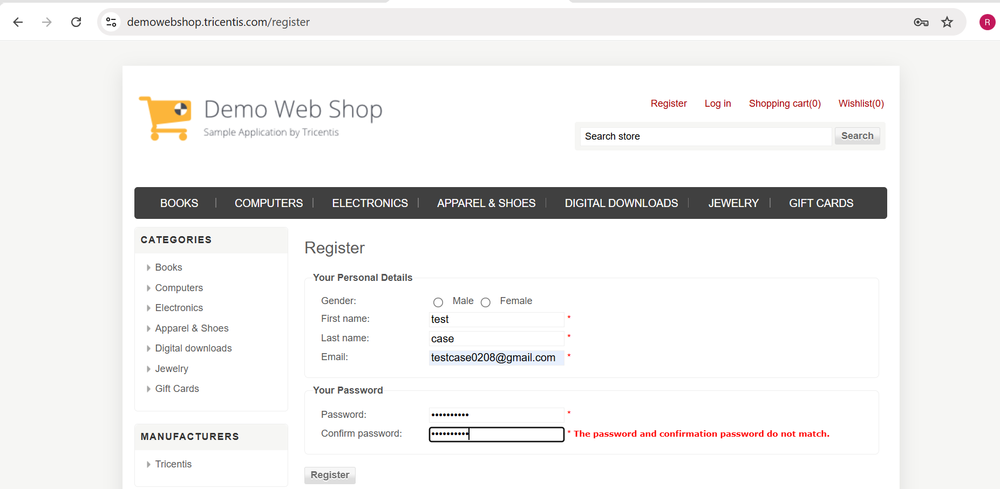 demowebshop.tricentis.com/register
R
Demo Web Shop
Sample Application by Tricentis
Register Log in Shopping cart(0) Wishlist(0)
Search store Search
BOOKS COMPUTERS ELECTRONICS APPAREL & SHOES DIGITAL DOWNLOADS JEWELRY GIFT CARDS
CATEGORIES
Books
Computers
Electronics
Apparel & Shoes
Digital downloads
Jewelry
Gift Cards
MANUFACTURERS
Tricentis
Register
Your Personal Details
Gender: Male Female
First name: test *
Last name: case *
Email: testcase0208@gmail.com *
Your Password
Password: •••••••••• *
Confirm password: •••••••••• * The password and confirmation password do not match.
Register